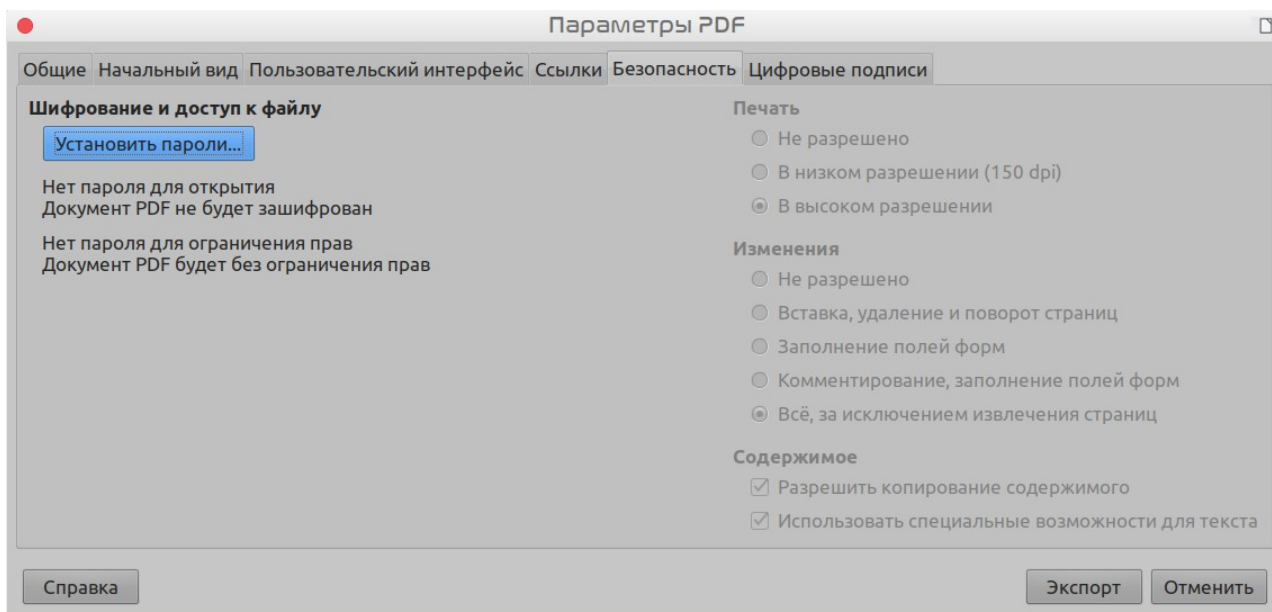 Параметры PDF
Общие Начальный вид Пользовательский интерфейс Ссылки Безопасность Цифровые подписи
Шифрование и доступ к файлу
Установить пароли...
Нет пароля для открытия
Документ PDF не будет зашифрован
Нет пароля для ограничения прав
Документ PDF будет без ограничения прав
Печать
Не разрешено
В низком разрешении (150 dpi)
В высоком разрешении
Изменения
Не разрешено
Вставка, удаление и поворот страниц
Заполнение полей форм
Комментирование, заполнение полей форм
Всё, за исключением извлечения страниц
Содержимое
Разрешить копирование содержимого
Использовать специальные возможности для текста
Справка
Экспорт
Отменить